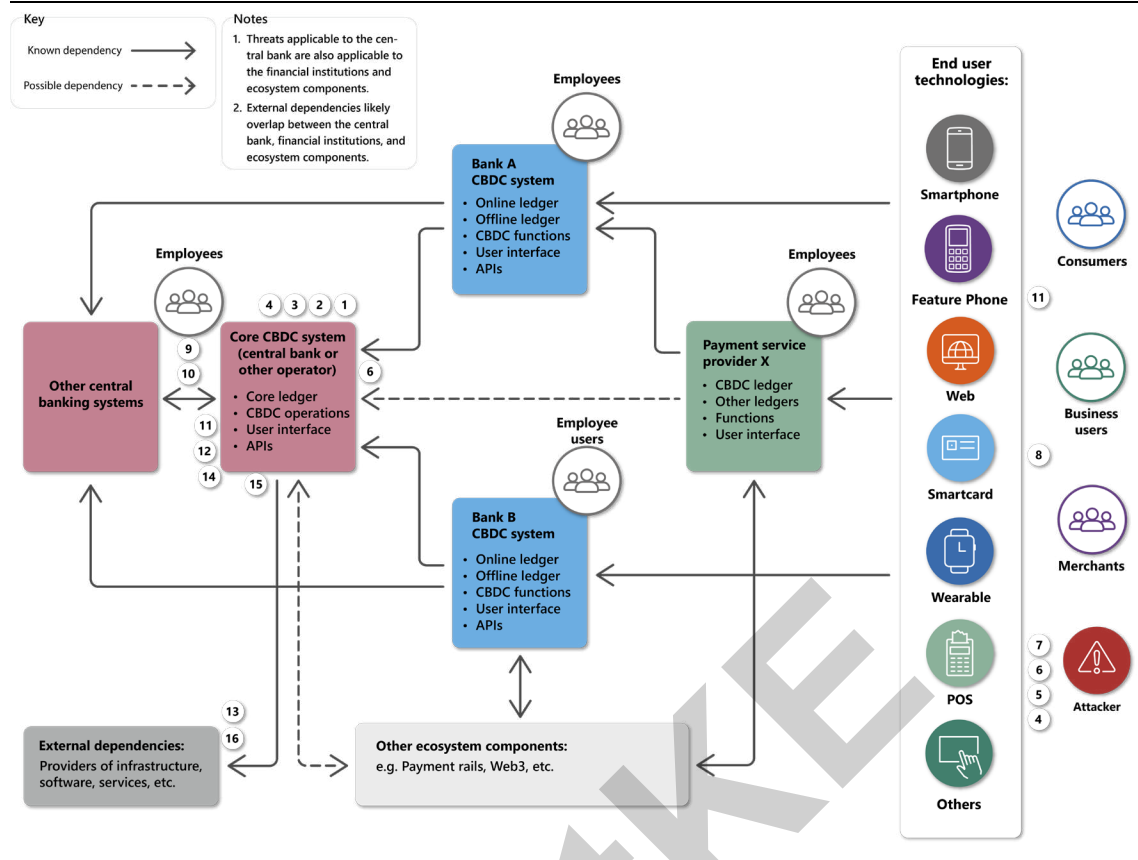 Key
Known dependency
Possible dependency
Notes
1. Threats applicable to the cen-
tral bank are also applicable to
the financial institutions and
ecosystem components.
2. External dependencies likely
overlap between the central
bank, financial institutions, and
ecosystem components.
Employees
Bank A
CBDC system
• Online ledger
• Offline ledger
• CBDC functions
• User interface
• APIs
Employees
4 3 2 1
9
10
6
Other central
banking systems
Core CBDC system
(central bank or
other operator)
• Core ledger
• CBDC operations
• User interface
• APIs
11
12
14
15
Employees
Payment service
provider X
• CBDC ledger
• Other ledgers
• Functions
• User interface
Employee
users
Bank B
CBDC system
• Online ledger
• Offline ledger
• CBDC functions
• User interface
• APIs
13
16
External dependencies:
Providers of infrastructure,
software, services, etc.
Other ecosystem components:
e.g. Payment rails, Web3, etc.
End user
technologies:
Smartphone
Feature Phone
Web
Smartcard
Wearable
POS
Others
Consumers
11
Business
users
8
Merchants
7
6
5
4
Attacker